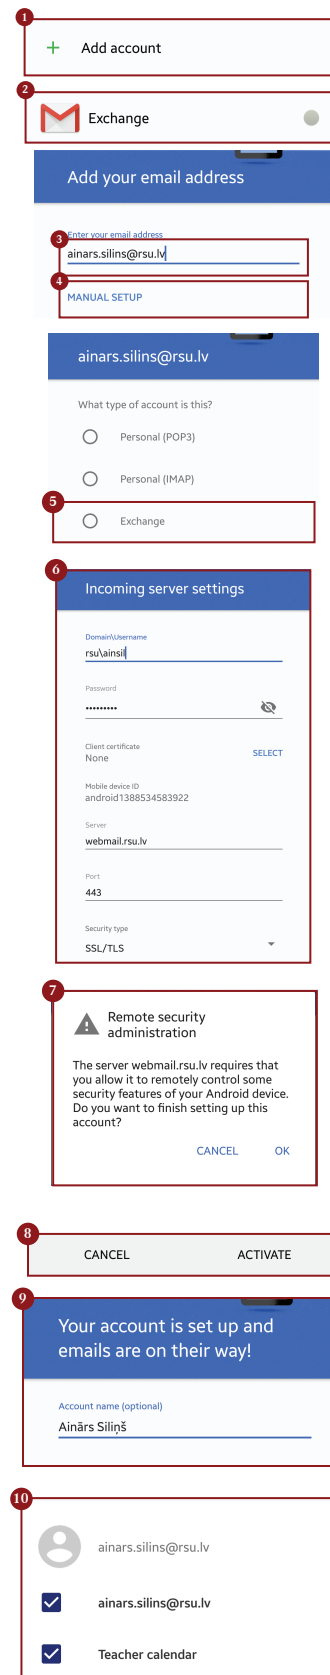 1
+ Add account
2
Exchange
Add your email address
Enter your email address
3
ainars.silins@rsu.lv
4
MANUAL SETUP
ainars.silins@rsu.lv
What type of account is this?
Personal (POP3)
Personal (IMAP)
5
Exchange
6
Incoming server settings
Domain\Username
rsu\ainsil
Password
•••••••••
Client certificate
None
SELECT
Mobile device ID
android1388534583922
Server
webmail.rsu.lv
Port
443
Security type
SSL/TLS
7
Remote security
administration
The server webmail.rsu.lv requires that
you allow it to remotely control some
security features of your Android device.
Do you want to finish setting up this
account?
CANCEL OK
8
CANCEL ACTIVATE
9
Your account is set up and
emails are on their way!
Account name (optional)
Ainārs Siliņš
10
ainars.silins@rsu.lv
ainars.silins@rsu.lv
Teacher calendar